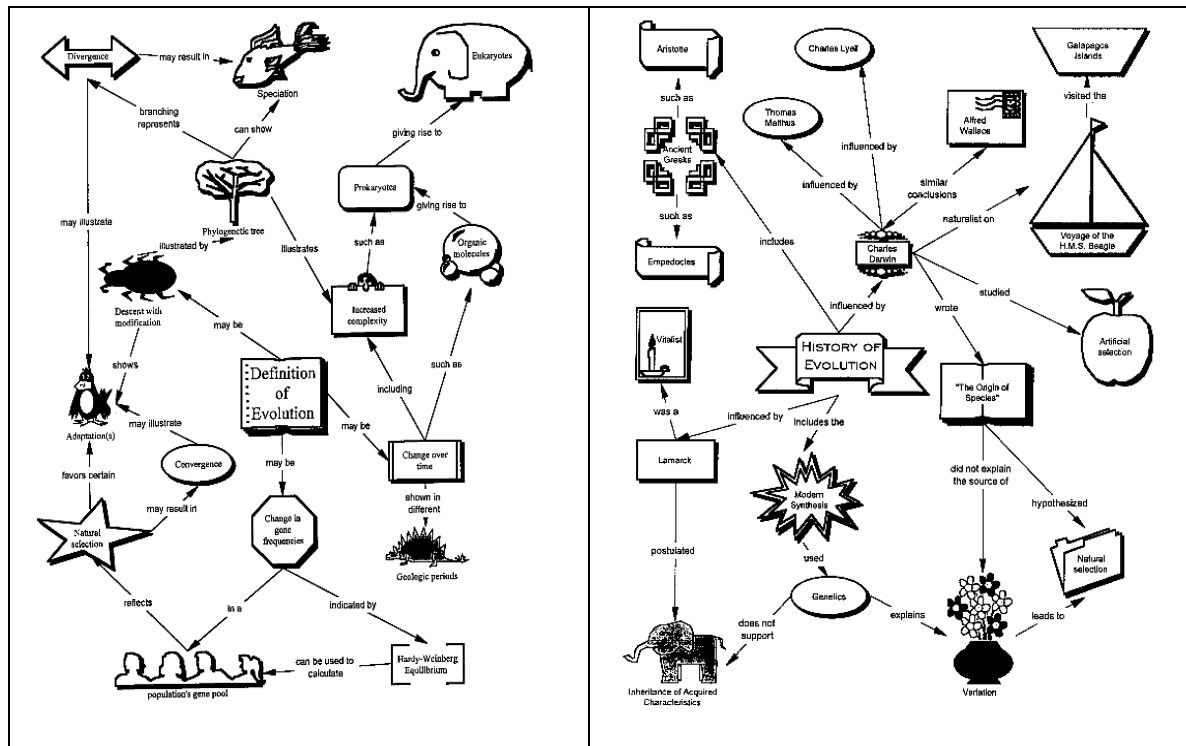 Divergence
may result in
Speciation
Eukaryotes
branching
represents
can show
giving rise to
Prokaryotes
giving rise to
may illustrate
Phylogenetic tree
illustrated by
illustrates
such as
Organic
molecules
Descent with
modification
Increased
complexity
may be
shows
such as
Definition
of
Evolution
including
Adaptation(s)
may illustrate
may be
favors certain
Convergence
may be
Change over
time
may result in
shown in
different
Natural
selection
Change in
gene
frequencies
Geologic periods
reflects
in a
indicated by
can be used to
calculate
Hardy-Weinberg
Equilibrium
population's gene pool
Aristotle
Charles Lyell
Galapagos
Islands
such as
visited the
Thomas
Malthus
Alfred
Wallace
Ancient
Greeks
influenced by
influenced by
similar
conclusions
such as
naturalist on
Voyage of the
H.M.S. Beagle
includes
Charles
Darwin
Empedocles
influenced by
wrote
studied
Vitalist
HISTORY OF
EVOLUTION
Artificial
selection
"The Origin of
Species"
was a
influenced by
includes the
Lamarck
did not explain
the source of
Modern
Synthesis
hypothesized
postulated
used
Natural
selection
Genetics
does not
support
explains
leads to
Inheritance of Acquired
Characteristics
Variation